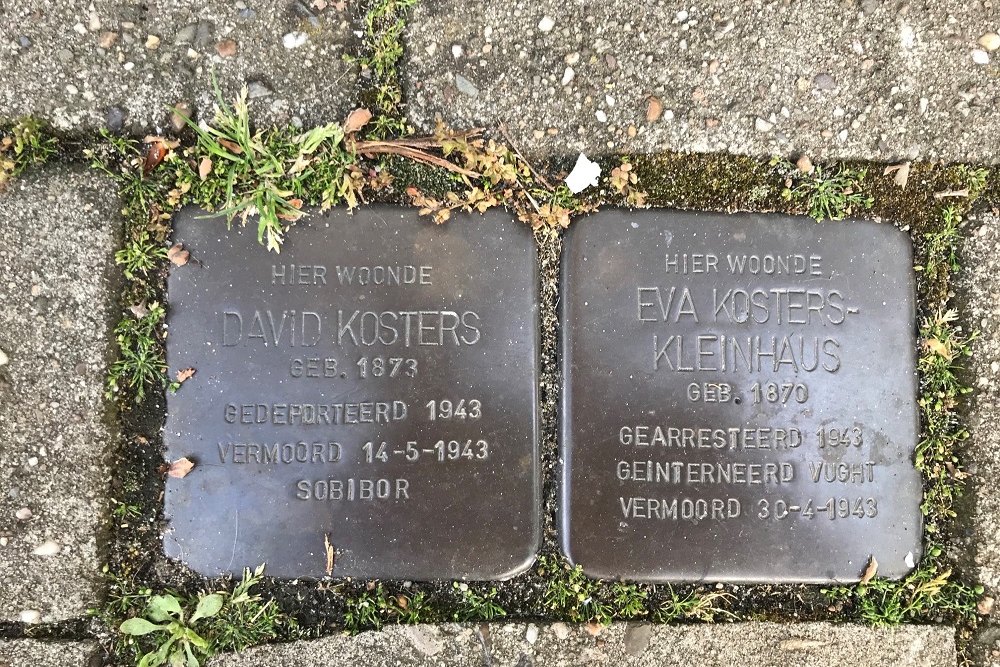 HIER WOONDE
DAVID KOSTERS
GEB. 1873
GEDEPORTEERD 1943
VERMOORD 14-5-1943
SOBIBOR
HIER WOONDE
EVA KOSTERS-
KLEINHAUS
GEB. 1870
GEARRESTEERD 1943
GEINTERNEERD VUGHT
VERMOORD 30-4-1943